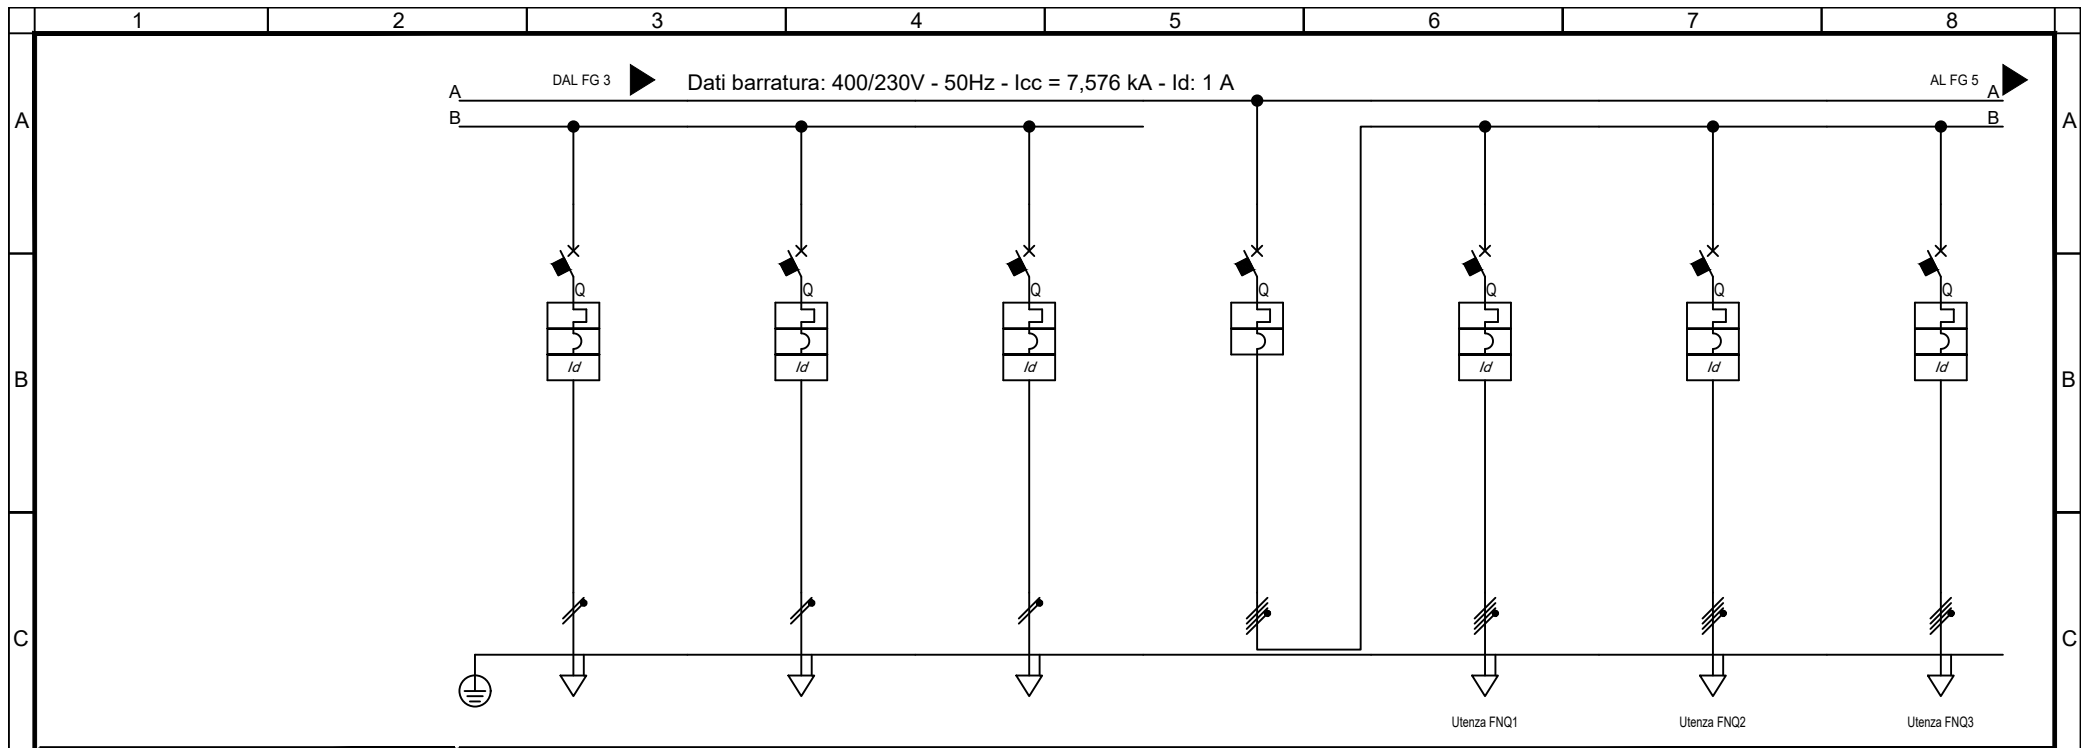 1 2 3 4 5 6 7 8
DAL FG 3 Dati barratura: 400/230V - 50Hz - Icc = 7,576 kA - Id: 1 A AL FG 5
A A
B B
A A
Q Q Q Q Q Q Q
Id Id Id Id Id Id
B B
C C
Utenza FNQ1 Utenza FNQ2 Utenza FNQ3